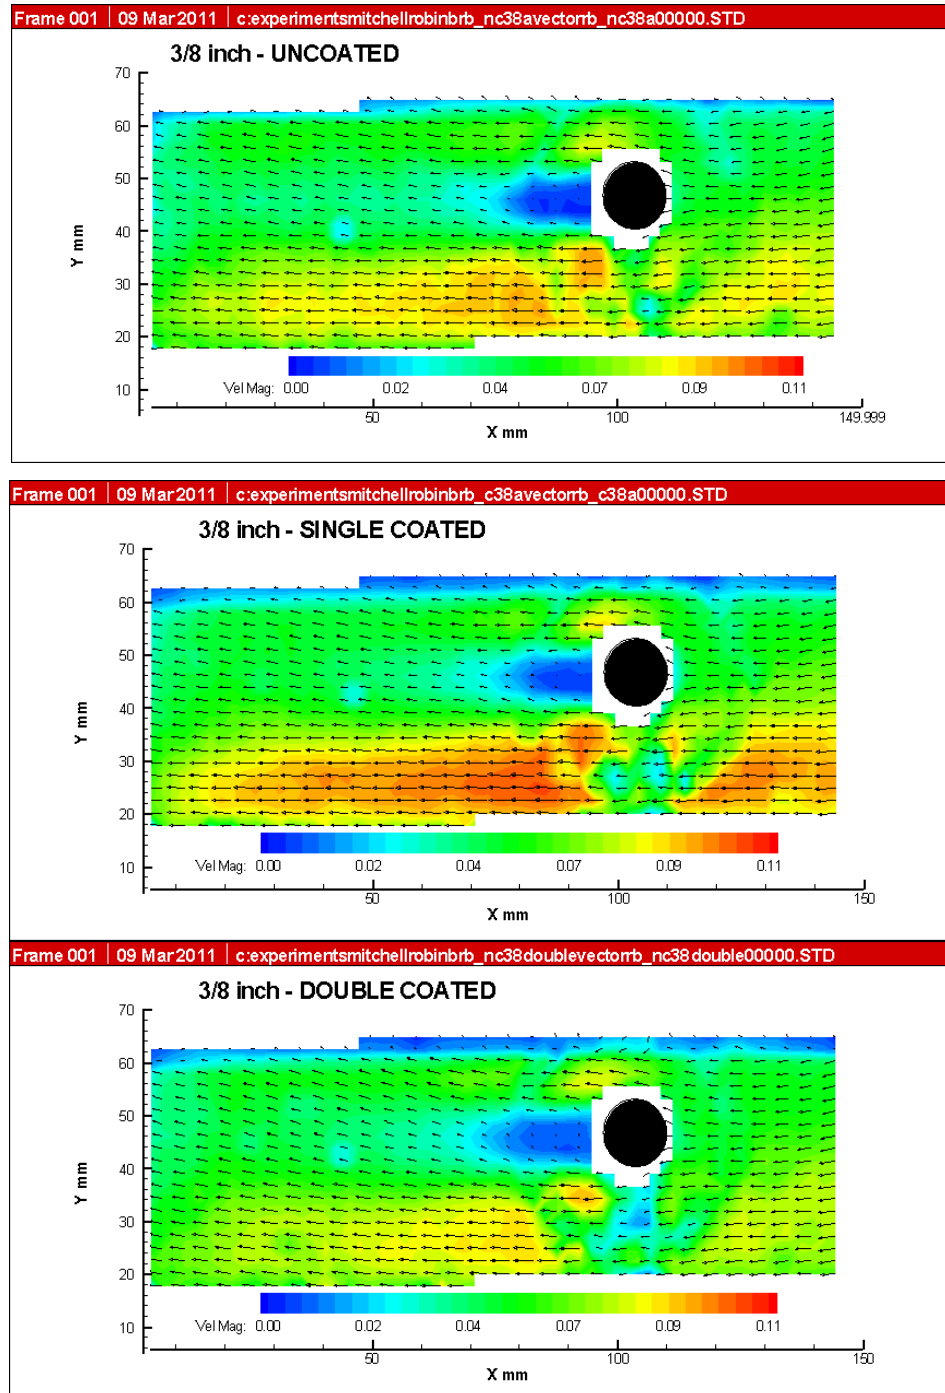 Frame 001 | 09 Mar 2011 | c:experimentsmitchellrobinbrb_nc38avectorrb_nc38a00000.STD
3/8 inch - UNCOATED
70
60
50
40
30
20
10
Y mm
Vel Mag: 0.00 0.02 0.04 0.07 0.09 0.11
50 100 149.999
X mm
Frame 001 | 09 Mar 2011 | c:experimentsmitchellrobinbrb_c38avectorrb_c38a00000.STD
3/8 inch - SINGLE COATED
70
60
50
40
30
20
10
Y mm
Vel Mag: 0.00 0.02 0.04 0.07 0.09 0.11
50 100 150
X mm
Frame 001 | 09 Mar 2011 | c:experimentsmitchellrobinbrb_nc38doublevectorrb_nc38double00000.STD
3/8 inch - DOUBLE COATED
70
60
50
40
30
20
10
Y mm
Vel Mag: 0.00 0.02 0.04 0.07 0.09 0.11
50 100 150
X mm